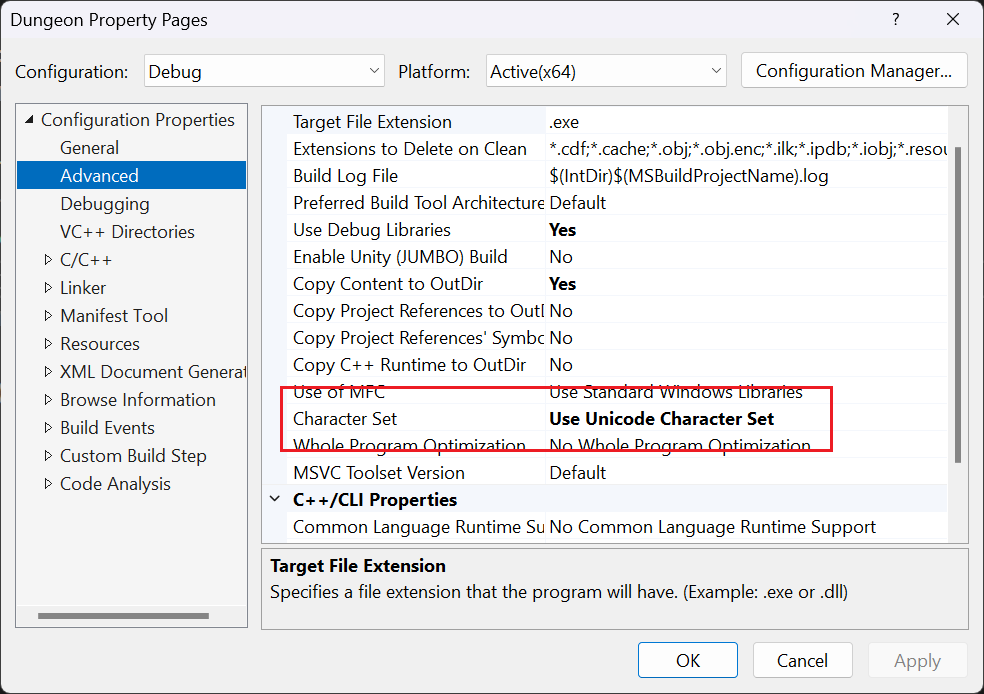 Dungeon Property Pages ?
Configuration: Debug Platform: Active(x64) Configuration Manager...
Configuration Properties
General
Advanced
Debugging
VC++ Directories
C/C++
Linker
Manifest Tool
Resources
XML Document Generat
Browse Information
Build Events
Custom Build Step
Code Analysis
Target File Extension .exe
Extensions to Delete on Clean *.cdf;*.cache;*.obj;*.obj.enc;*.ilk;*.ipdb;*.iobj;*.resou
Build Log File $(IntDir)$(MSBuildProjectName).log
Preferred Build Tool Architecture Default
Use Debug Libraries Yes
Enable Unity (JUMBO) Build No
Copy Content to OutDir Yes
Copy Project References to OutD No
Copy Project References' Symbo No
Copy C++ Runtime to OutDir No
Use of MFC Use Standard Windows Libraries
Character Set Use Unicode Character Set
Whole Program Optimization No Whole Program Optimization
MSVC Toolset Version Default
C++/CLI Properties
Common Language Runtime Su No Common Language Runtime Support
Target File Extension
Specifies a file extension that the program will have. (Example: .exe or .dll)
OK Cancel Apply